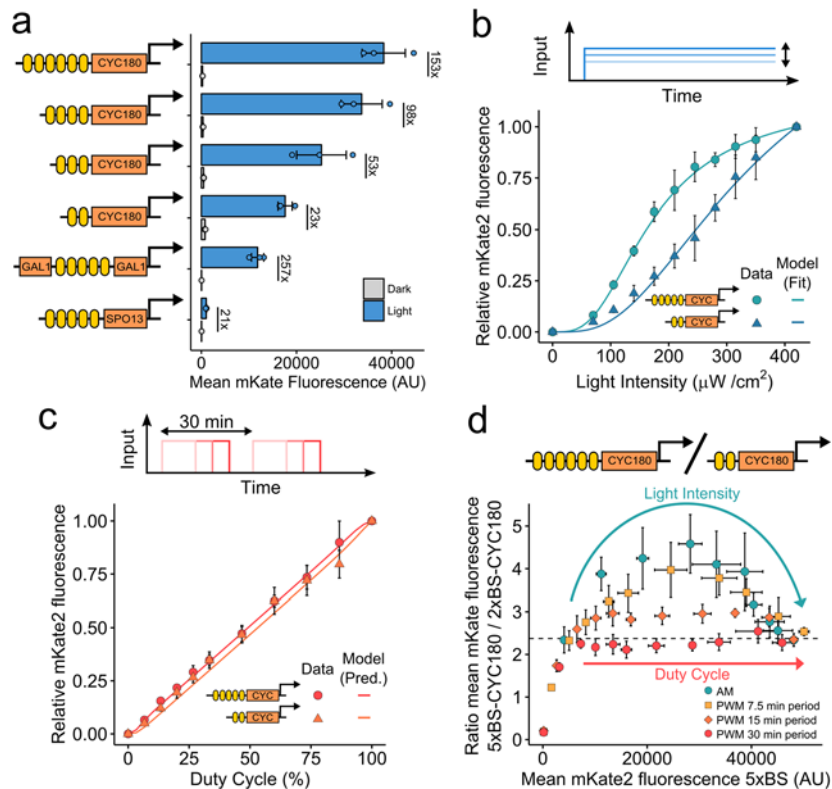 a
CYC180
153x
CYC180
98x
CYC180
53x
CYC180
23x
GAL1 GAL1
257x
SPO13
21x
Dark
Light
0 20000 40000
Mean mKate Fluorescence (AU)
b
Input
Time
Relative mKate2 fluorescence
1.00
0.75
0.50
0.25
0.00
Data Model
(Fit)
CYC
CYC
0 100 200 300 400
Light Intensity (μW /cm²)
c
30 min
Input
Time
Relative mKate2 fluorescence
1.00
0.75
0.50
0.25
0.00
Data Model
(Pred.)
CYC
CYC
0 25 50 75 100
Duty Cycle (%)
d
CYC180 / CYC180
Light Intensity
Ratio mean mKate fluorescence
5xBS-CYC180 / 2xBS-CYC180
5
4
3
2
1
0
Duty Cycle
AM
PWM 7.5 min period
PWM 15 min period
PWM 30 min period
0 20000 40000
Mean mKate2 fluorescence 5xBS (AU)